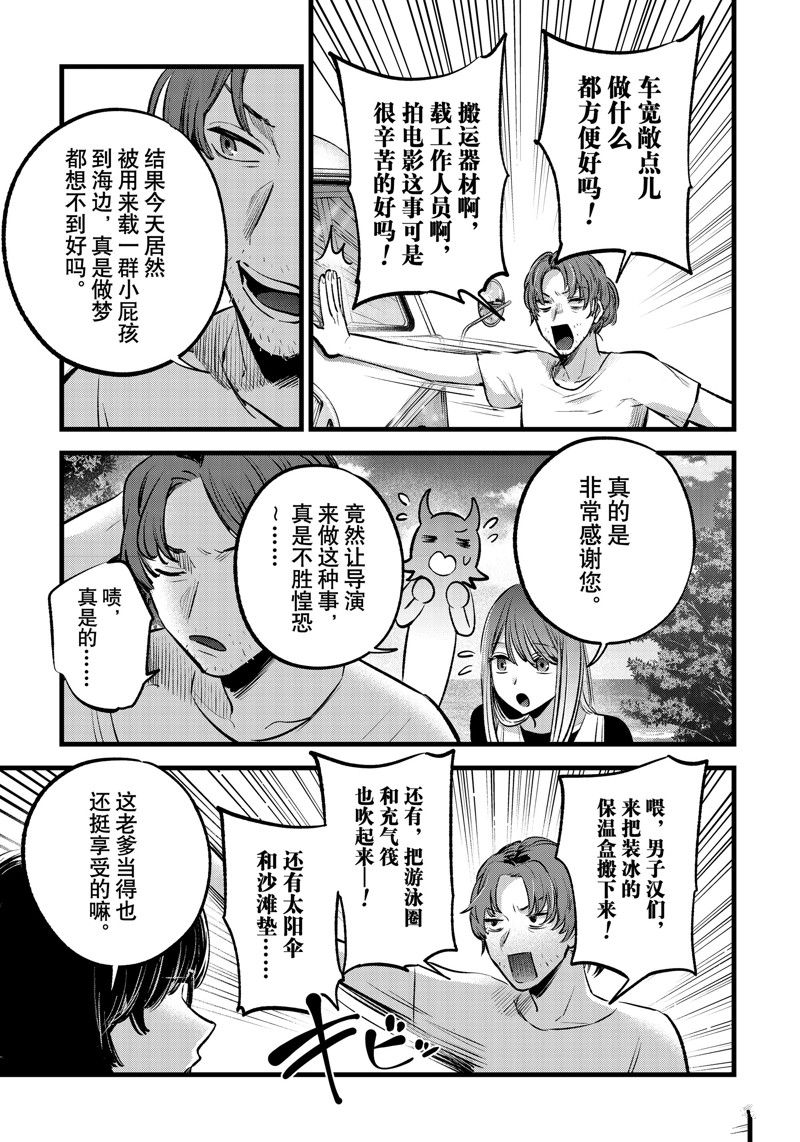 车宽敞点儿
做什么
都方便好吗！
搬运器材啊，
载工作人员啊，
拍电影这事可是
很辛苦的好吗！
结果今天居然
被用来载一群小屁孩
到海边，真是做梦
都想不到好吗。
真的是
非常感谢您。
竟然让导演
来做这种事，
真是不胜惶恐
～……
啧，
真是的……
喂，男子汉们，
来把装冰的
保温盒搬下来！
还有，把游泳圈
和充气筏
也吹起来——！
还有太阳伞
和沙滩垫……
キビ
这老爹当得也
还挺享受的嘛。